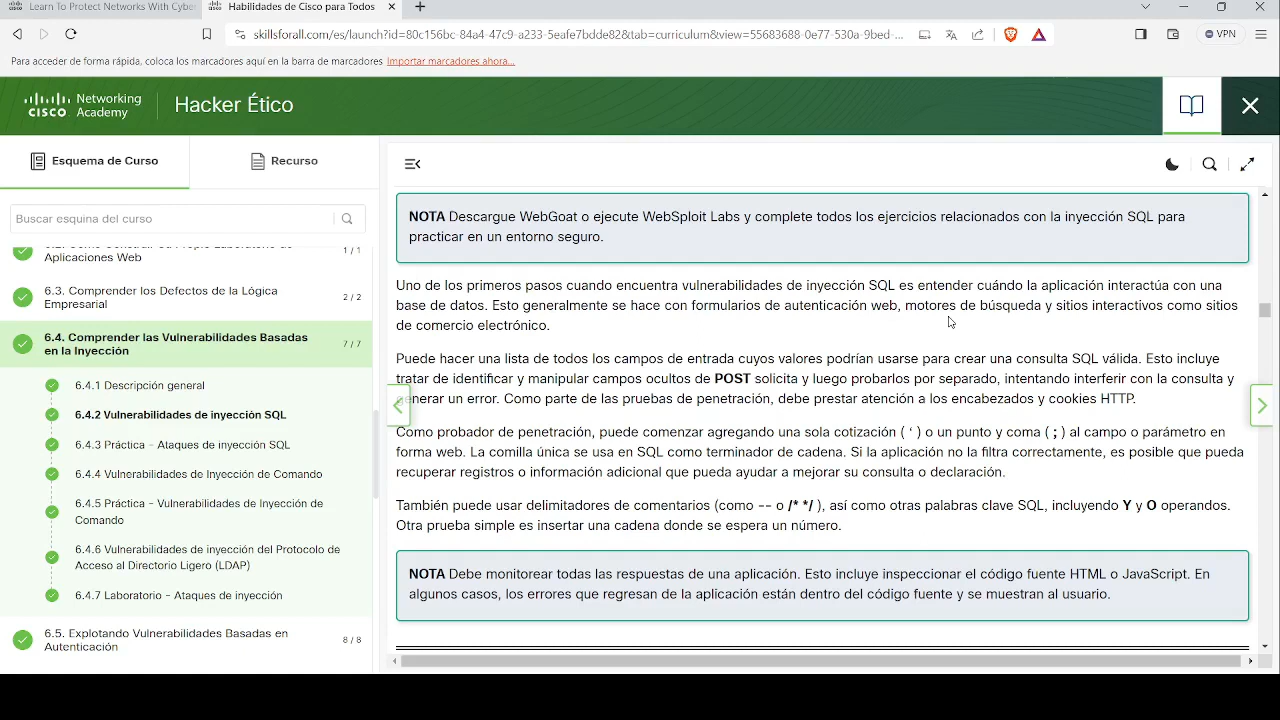 Learn To Protect Networks With Cyber
Habilidades de Cisco para Todos
skillsforall.com/es/launch?id=80c156bc-84a4-47c9-a233-5eafe7bdde82&tab=curriculum&view=55683688-0e77-530a-9bed-...
VPN
Para acceder de forma rápida, coloca los marcadores aquí en la barra de marcadores Importar marcadores ahora...
Networking
CISCO Academy
Hacker Ético
Esquema de Curso
Recurso
Buscar esquina del curso
Aplicaciones Web
1 / 1
6.3. Comprender los Defectos de la Lógica
Empresarial
2 / 2
6.4. Comprender las Vulnerabilidades Basadas
en la Inyección
7 / 7
6.4.1 Descripción general
6.4.2 Vulnerabilidades de inyección SQL
6.4.3 Práctica - Ataques de inyección SQL
6.4.4 Vulnerabilidades de Inyección de Comando
6.4.5 Práctica - Vulnerabilidades de Inyección de
Comando
6.4.6 Vulnerabilidades de inyección del Protocolo de
Acceso al Directorio Ligero (LDAP)
6.4.7 Laboratorio - Ataques de inyección
6.5. Explotando Vulnerabilidades Basadas en
Autenticación
8 / 8
NOTA Descargue WebGoat o ejecute WebSploit Labs y complete todos los ejercicios relacionados con la inyección SQL para
practicar en un entorno seguro.
Uno de los primeros pasos cuando encuentra vulnerabilidades de inyección SQL es entender cuándo la aplicación interactúa con una
base de datos. Esto generalmente se hace con formularios de autenticación web, motores de búsqueda y sitios interactivos como sitios
de comercio electrónico.
Puede hacer una lista de todos los campos de entrada cuyos valores podrían usarse para crear una consulta SQL válida. Esto incluye
tratar de identificar y manipular campos ocultos de POST solicita y luego probarlos por separado, intentando interferir con la consulta y
generar un error. Como parte de las pruebas de penetración, debe prestar atención a los encabezados y cookies HTTP.
Como probador de penetración, puede comenzar agregando una sola cotización ( ‘ ) o un punto y coma ( ; ) al campo o parámetro en
forma web. La comilla única se usa en SQL como terminador de cadena. Si la aplicación no la filtra correctamente, es posible que pueda
recuperar registros o información adicional que pueda ayudar a mejorar su consulta o declaración.
También puede usar delimitadores de comentarios (como -- o /* */ ), así como otras palabras clave SQL, incluyendo Y y O operandos.
Otra prueba simple es insertar una cadena donde se espera un número.
NOTA Debe monitorear todas las respuestas de una aplicación. Esto incluye inspeccionar el código fuente HTML o JavaScript. En
algunos casos, los errores que regresan de la aplicación están dentro del código fuente y se muestran al usuario.